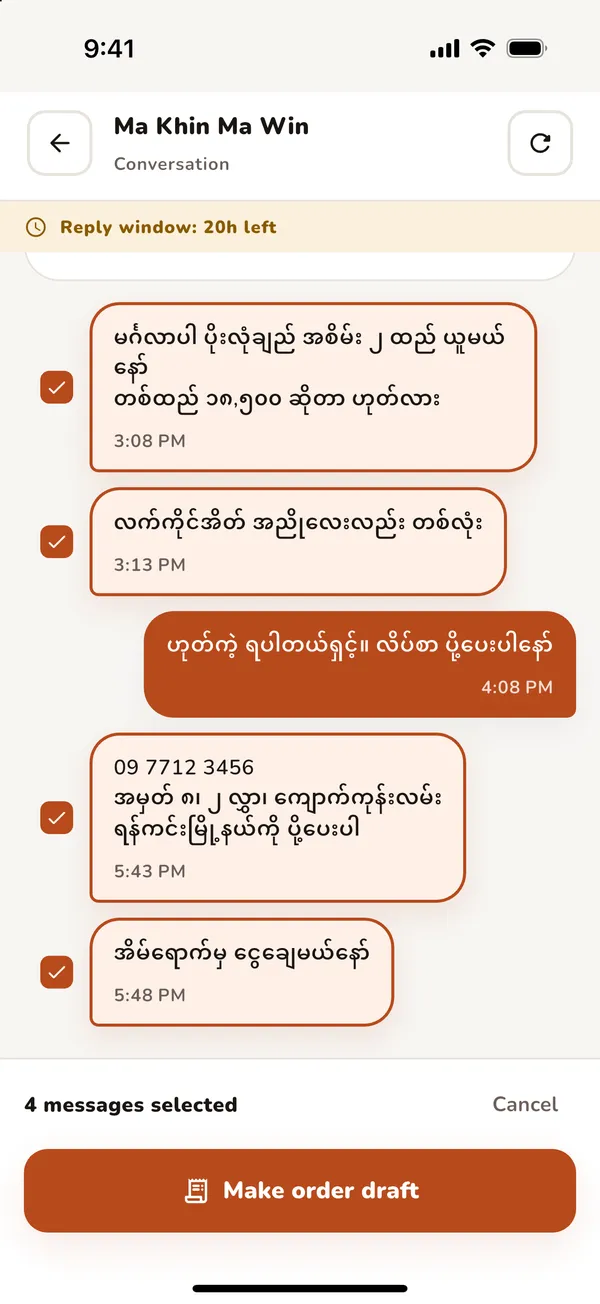 9:41
Ma Khin Ma Win
Conversation
Reply window: 20h left
မင်္ဂလာပါ ပိုးလုံချည် အစိမ်း ၂ ထည် ယူမယ်
နော်
တစ်ထည် ၁၈,၅၀၀ ဆိုတာ ဟုတ်လား
3:08 PM
လက်ကိုင်အိတ် အညိုလေးလည်း တစ်လုံး
3:13 PM
ဟုတ်ကဲ့ ရပါတယ်ရှင့်။ လိပ်စာ ပို့ပေးပါနော်
4:08 PM
09 7712 3456
အမှတ် ၈၊ ၂ လွှာ၊ ကျောက်ကုန်းလမ်း
ရန်ကင်းမြို့နယ်ကို ပို့ပေးပါ
5:43 PM
အိမ်ရောက်မှ ငွေချေမယ်နော်
5:48 PM
4 messages selected
Cancel
Make order draft